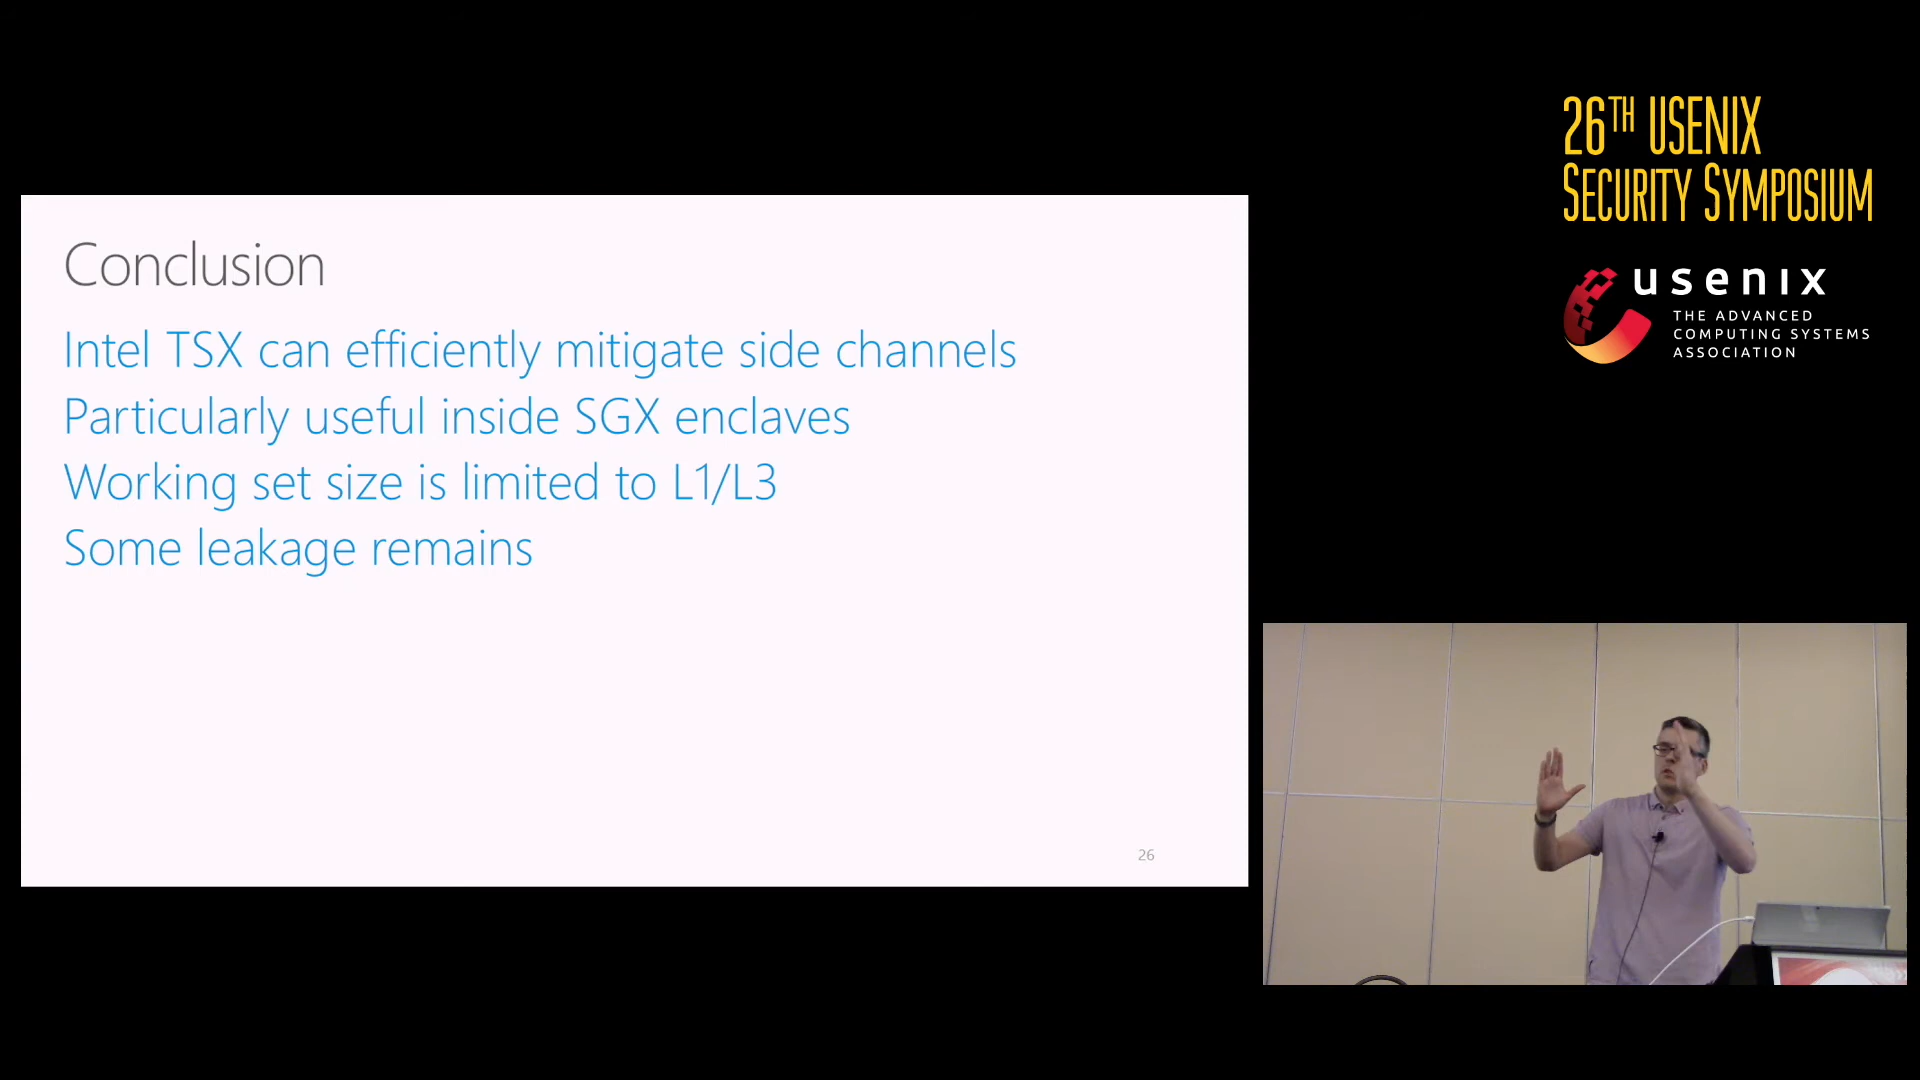 26TH USENIX
SECURITY SYMPOSIUM
usenix
THE ADVANCED
COMPUTING SYSTEMS
ASSOCIATION
Conclusion
Intel TSX can efficiently mitigate side channels
Particularly useful inside SGX enclaves
Working set size is limited to L1/L3
Some leakage remains
26